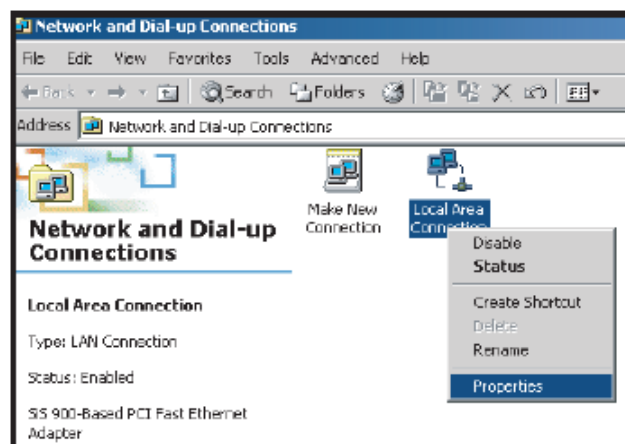 Network and Dial-up Connections
File Edit View Favorites Tools Advanced Help
Back Search Folders
Address Network and Dial-up Connections
Make New
Connection
Local Area
Connection
Network and Dial-up
Connections
Disable
Status
Create Shortcut
Delete
Rename
Properties
Local Area Connection
Type: LAN Connection
Status: Enabled
SiS 900-Based PCI Fast Ethernet
Adapter